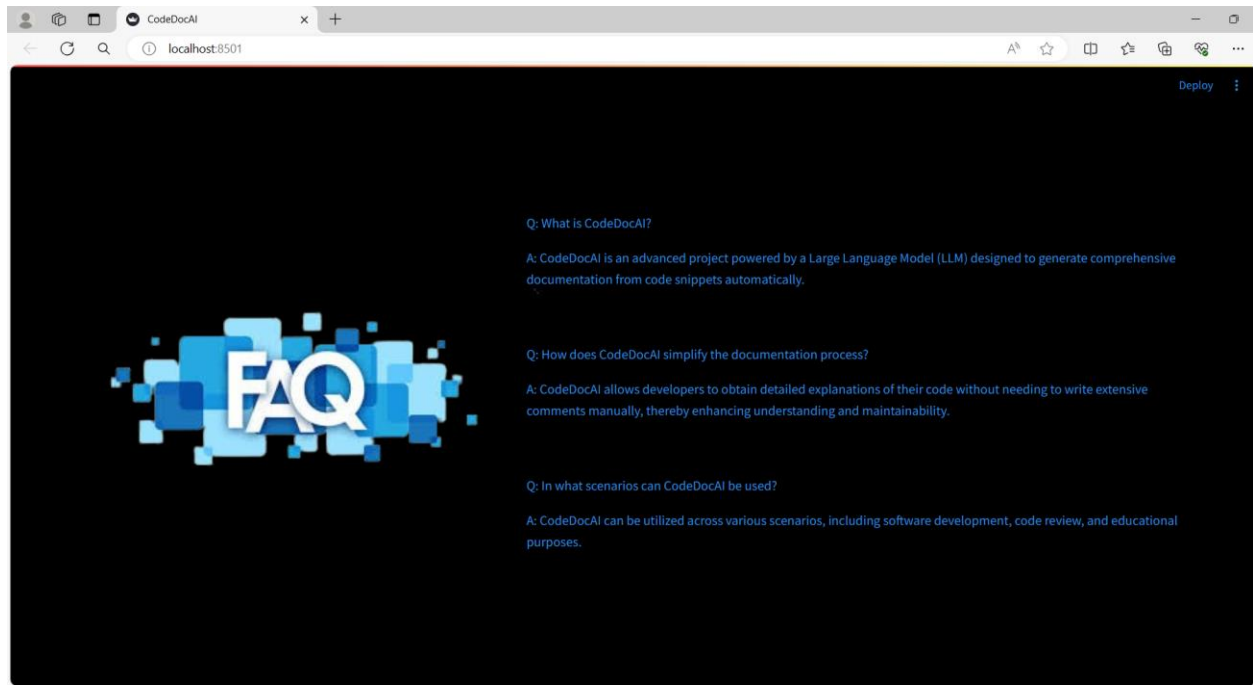 CodeDocAI
localhost:8501
Deploy
Q: What is CodeDocAI?
A: CodeDocAI is an advanced project powered by a Large Language Model (LLM) designed to generate comprehensive
documentation from code snippets automatically.
FAQ
Q: How does CodeDocAI simplify the documentation process?
A: CodeDocAI allows developers to obtain detailed explanations of their code without needing to write extensive
comments manually, thereby enhancing understanding and maintainability.
Q: In what scenarios can CodeDocAI be used?
A: CodeDocAI can be utilized across various scenarios, including software development, code review, and educational
purposes.